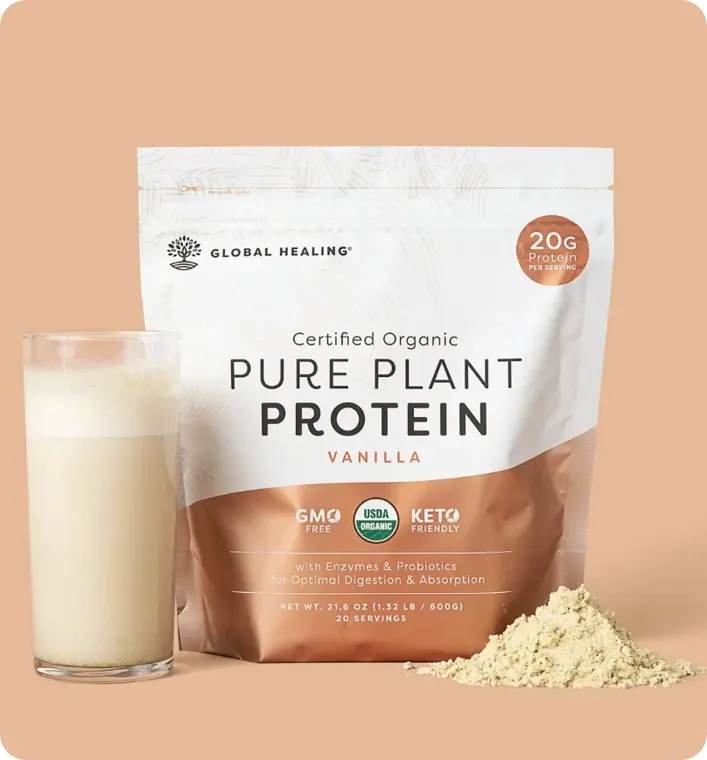 GLOBAL HEALING®
20G
Protein
PER SERVING
Certified Organic
PURE PLANT
PROTEIN
VANILLA
GMO
FREE
USDA
ORGANIC
KETO
FRIENDLY
with Enzymes & Probiotics
for Optimal Digestion & Absorption
NET WT. 21.6 OZ (1.32 LB / 600G)
20 SERVINGS